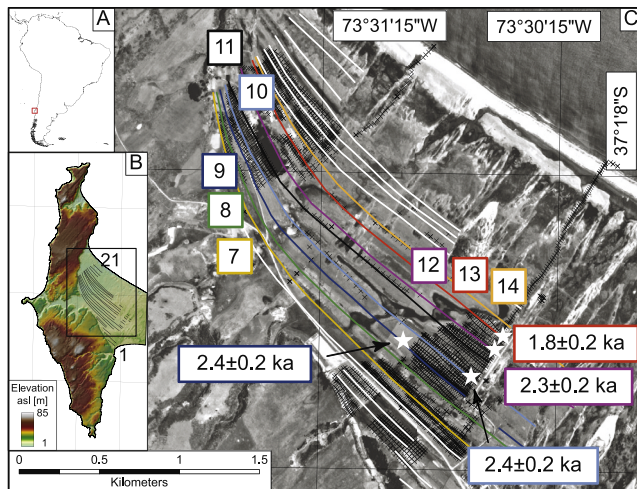 A
B
C
73°31'15"W
73°30'15"W
37°1'8"S
11
10
9
8
7
12
13
14
21
1
2.4±0.2 ka
1.8±0.2 ka
2.3±0.2 ka
2.4±0.2 ka
Elevation
asl [m]
85
1
0
0.5
1
1.5
Kilometers